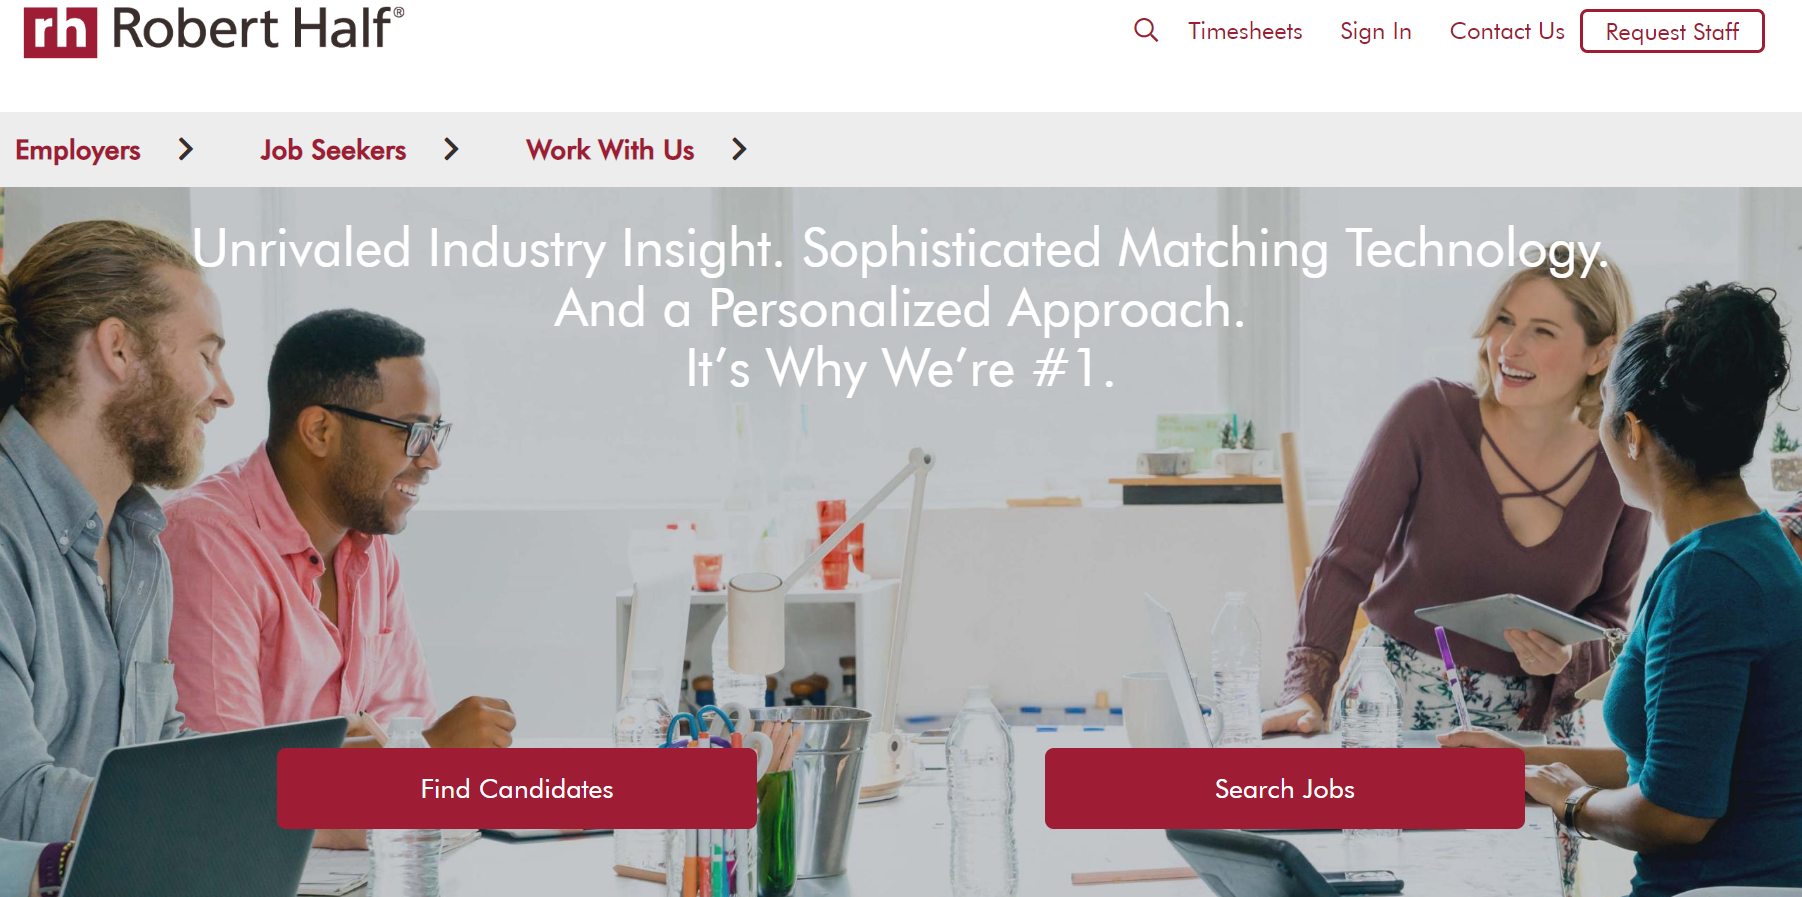 rh Robert Half®
Timesheets
Sign In
Contact Us
Request Staff
Employers
Job Seekers
Work With Us
Unrivaled Industry Insight. Sophisticated Matching Technology.
And a Personalized Approach.
It’s Why We’re #1.
Find Candidates
Search Jobs